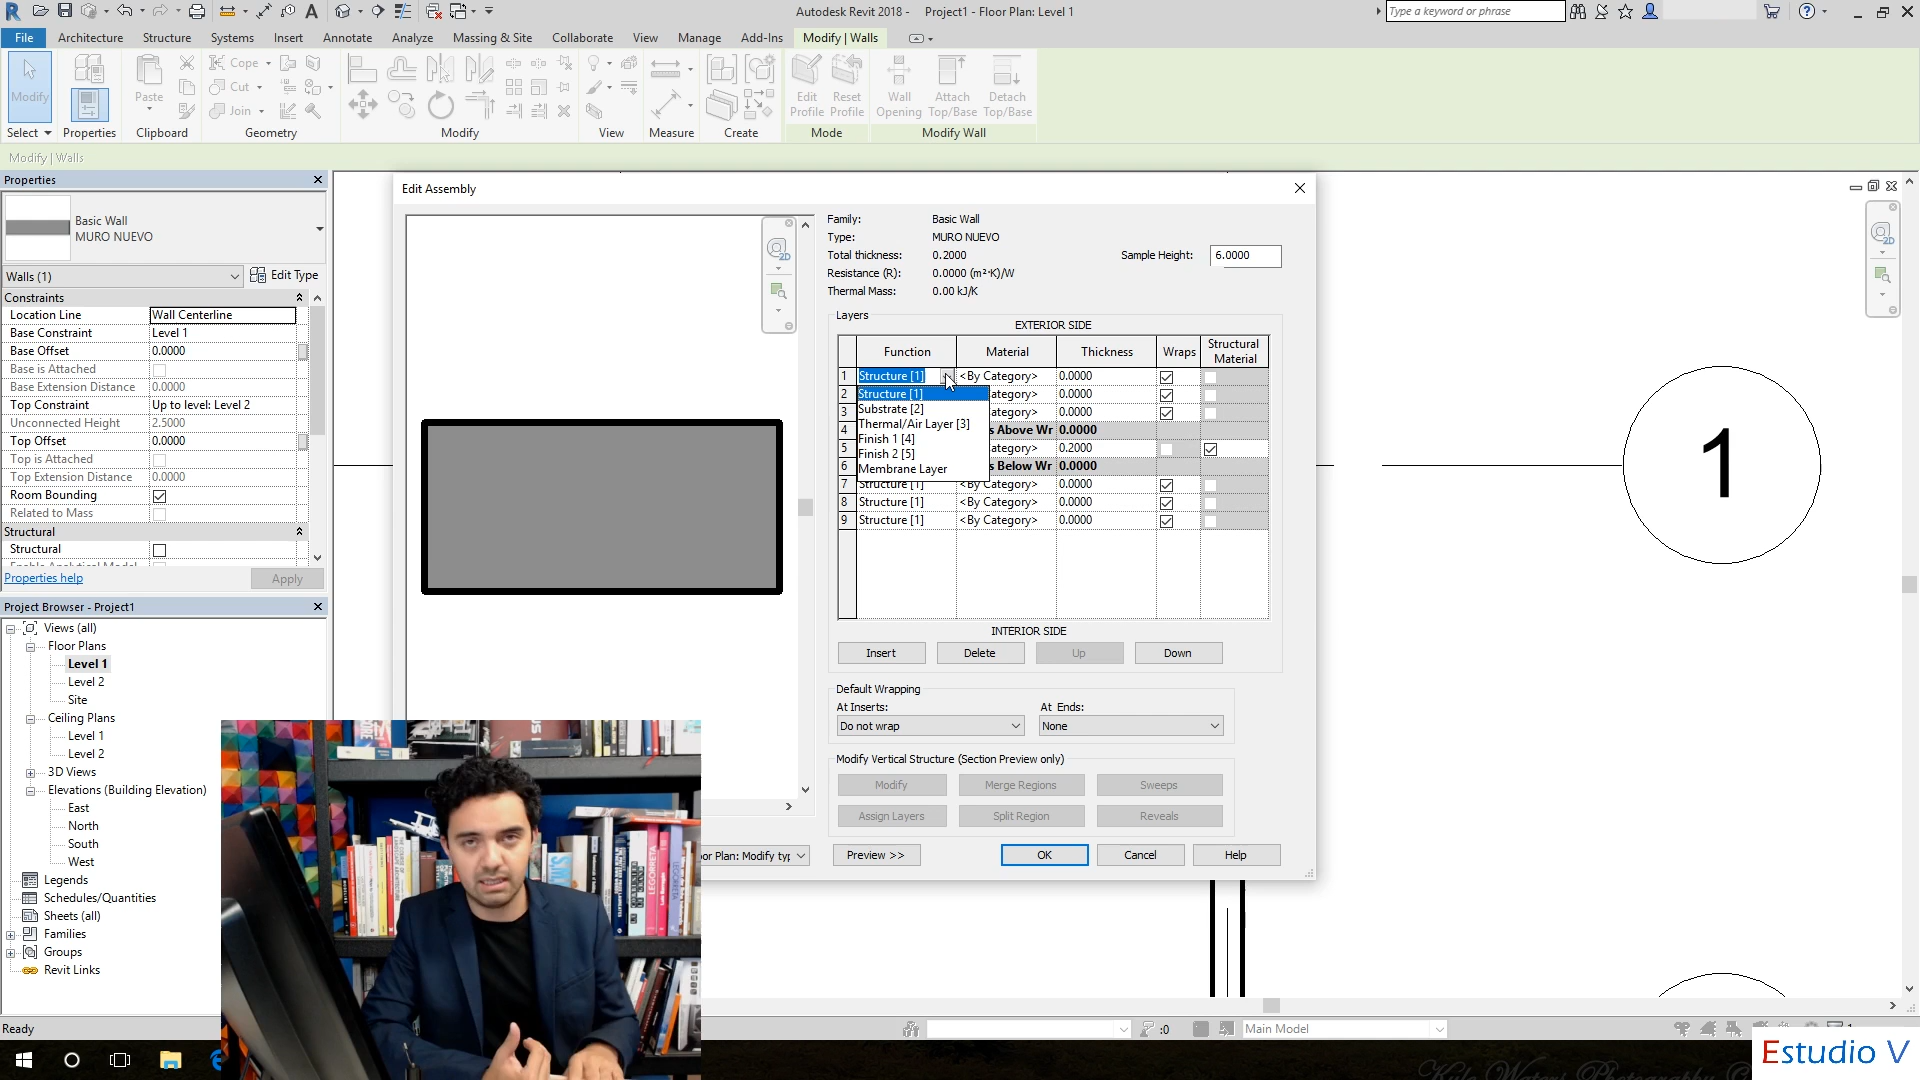 Autodesk Revit 2018 - Project1 - Floor Plan: Level 1
Type a keyword or phrase
File Architecture Structure Systems Insert Annotate Analyze Massing & Site Collaborate View Manage Add-Ins Modify | Walls
Modify
Paste
Cope
Cut
Join
Edit Profile
Reset Profile
Wall Opening
Attach Top/Base
Detach Top/Base
Select Properties Clipboard Geometry Modify View Measure Create Mode Modify Wall
Modify | Walls
Properties
Basic Wall
MURO NUEVO
Walls (1) Edit Type
Constraints
Location Line Wall Centerline
Base Constraint Level 1
Base Offset 0.0000
Base is Attached
Base Extension Distance 0.0000
Top Constraint Up to level: Level 2
Unconnected Height 2.5000
Top Offset 0.0000
Top is Attached
Top Extension Distance 0.0000
Room Bounding
Related to Mass
Structural
Structural
Enable Analytical Model
Properties help Apply
Project Browser - Project1
Views (all)
Floor Plans
Level 1
Level 2
Site
Ceiling Plans
Level 1
Level 2
3D Views
Elevations (Building Elevation)
East
North
South
West
Legends
Schedules/Quantities
Sheets (all)
Families
Groups
Revit Links
Ready
Edit Assembly
2D
Family: Basic Wall
Type: MURO NUEVO
Total thickness: 0.2000 Sample Height: 6.0000
Resistance (R): 0.0000 (m²·K)/W
Thermal Mass: 0.00 kJ/K
Layers
EXTERIOR SIDE
Function Material Thickness Wraps Structural Material
1 Structure [1] <By Category> 0.0000
2 ategory> 0.0000
3 ategory> 0.0000
4 s Above Wr 0.0000
5 ategory> 0.2000
6 s Below Wr 0.0000
7 Structure [1] <By Category> 0.0000
8 Structure [1] <By Category> 0.0000
9 Structure [1] <By Category> 0.0000
Structure [1]
Substrate [2]
Thermal/Air Layer [3]
Finish 1 [4]
Finish 2 [5]
Membrane Layer
INTERIOR SIDE
Insert Delete Up Down
Default Wrapping
At Inserts: At Ends:
Do not wrap None
Modify Vertical Structure (Section Preview only)
Modify Merge Regions Sweeps
Assign Layers Split Region Reveals
or Plan: Modify typ Preview >> OK Cancel Help
2D
1
LEGORRETA
:0 Main Model
Estudio V
Kyle Waters Photography